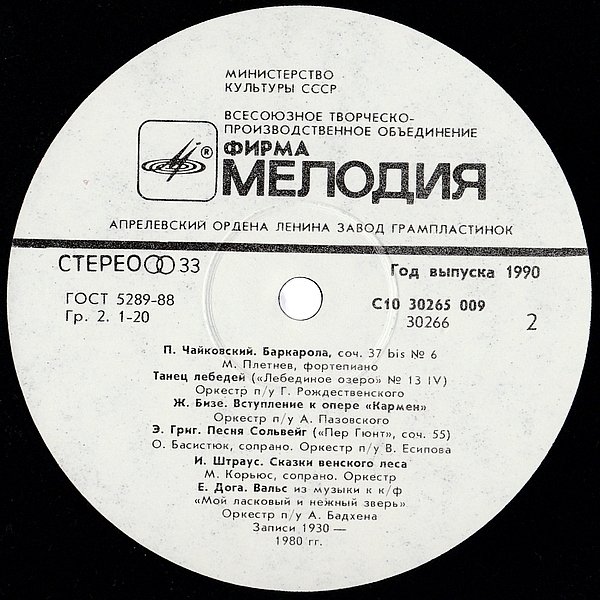 МИНИСТЕРСТВО
КУЛЬТУРЫ СССР
ВСЕСОЮЗНОЕ ТВОРЧЕСКО-
ПРОИЗВОДСТВЕННОЕ ОБЪЕДИНЕНИЕ
ФИРМА
®
МЕЛОДИЯ
АПРЕЛЕВСКИЙ ОРДЕНА ЛЕНИНА ЗАВОД ГРАМПЛАСТИНОК
СТЕРЕО 33
Год выпуска 1990
ГОСТ 5289-88
Гр. 2. 1-20
С10 30265 009
30266
2
П. Чайковский. Баркарола, соч. 37 bis № 6
М. Плетнев, фортепиано
Танец лебедей («Лебединое озеро» № 13 IV)
Оркестр п/у Г. Рождественского
Ж. Бизе. Вступление к опере «Кармен»
Оркестр п/у А. Пазовского
Э. Григ. Песня Сольвейг («Пер Гюнт», соч. 55)
О. Басистюк, сопрано. Оркестр п/у В. Есипова
И. Штраус. Сказки венского леса
М. Корьюс, сопрано. Оркестр
Е. Дога. Вальс из музыки к к/ф
«Мой ласковый и нежный зверь»
Оркестр п/у А. Бадхена
Записи 1930 —
1980 гг.